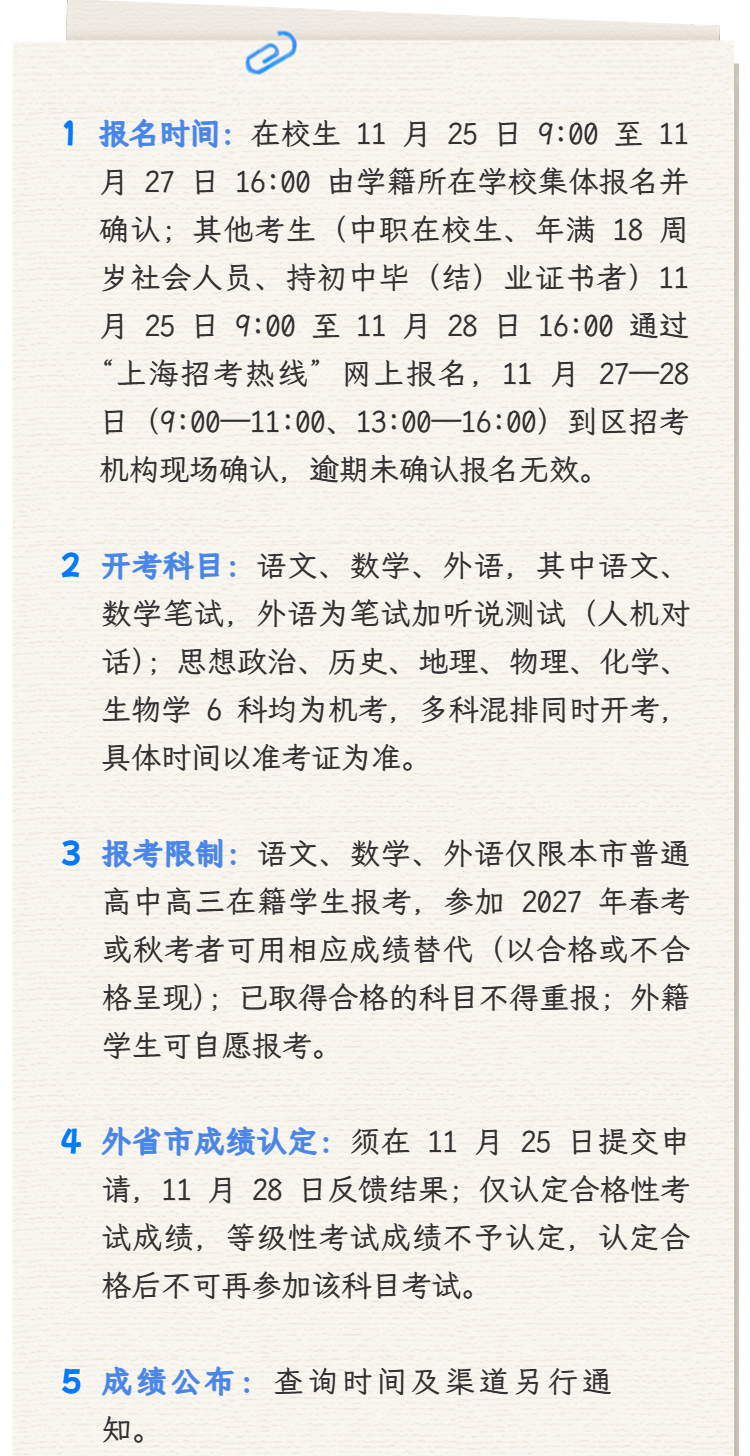 1 报名时间：在校生 11 月 25 日 9:00 至 11
月 27 日 16:00 由学籍所在学校集体报名并
确认；其他考生（中职在校生、年满 18 周
岁社会人员、持初中毕（结）业证书者）11
月 25 日 9:00 至 11 月 28 日 16:00 通过
“上海招考热线”网上报名，11 月 27—28
日（9:00—11:00、13:00—16:00）到区招考
机构现场确认，逾期未确认报名无效。
2 开考科目：语文、数学、外语，其中语文、
数学笔试，外语为笔试加听说测试（人机对
话）；思想政治、历史、地理、物理、化学、
生物学 6 科均为机考，多科混排同时开考，
具体时间以准考证为准。
3 报考限制：语文、数学、外语仅限本市普通
高中高三在籍学生报考，参加 2027 年春考
或秋考者可用相应成绩替代（以合格或不合
格呈现）；已取得合格的科目不得重报；外籍
学生可自愿报考。
4 外省市成绩认定：须在 11 月 25 日提交申
请，11 月 28 日反馈结果；仅认定合格性考
试成绩，等级性考试成绩不予认定，认定合
格后不可再参加该科目考试。
5 成绩公布：查询时间及渠道另行通
知。